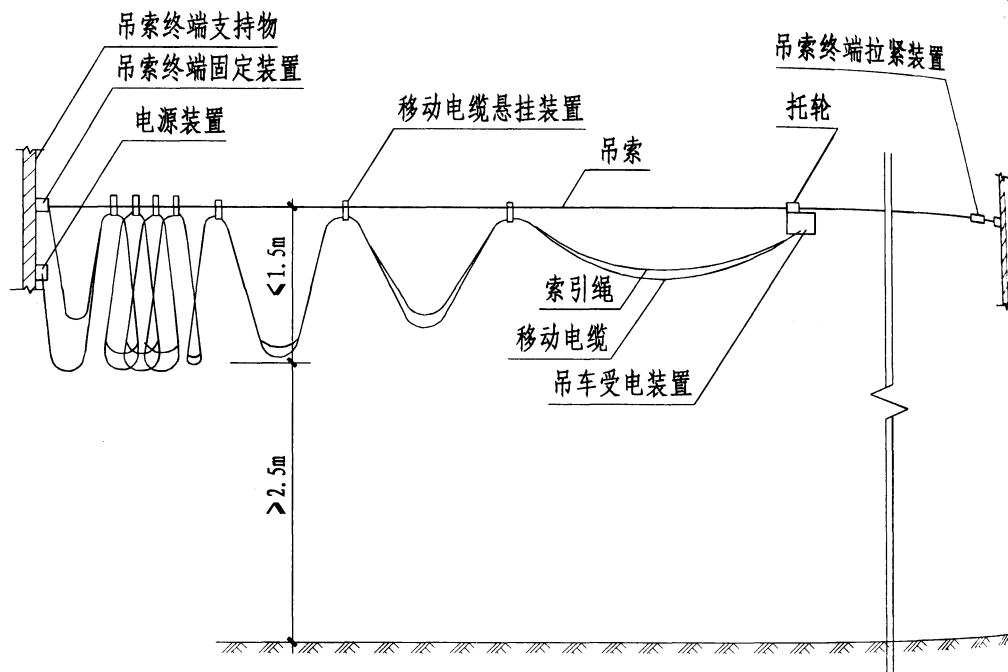 吊索终端支持物
吊索终端固定装置
电源装置
移动电缆悬挂装置
吊索
托轮
吊索终端拉紧装置
<1.5m
索引绳
移动电缆
吊车受电装置
>2.5m